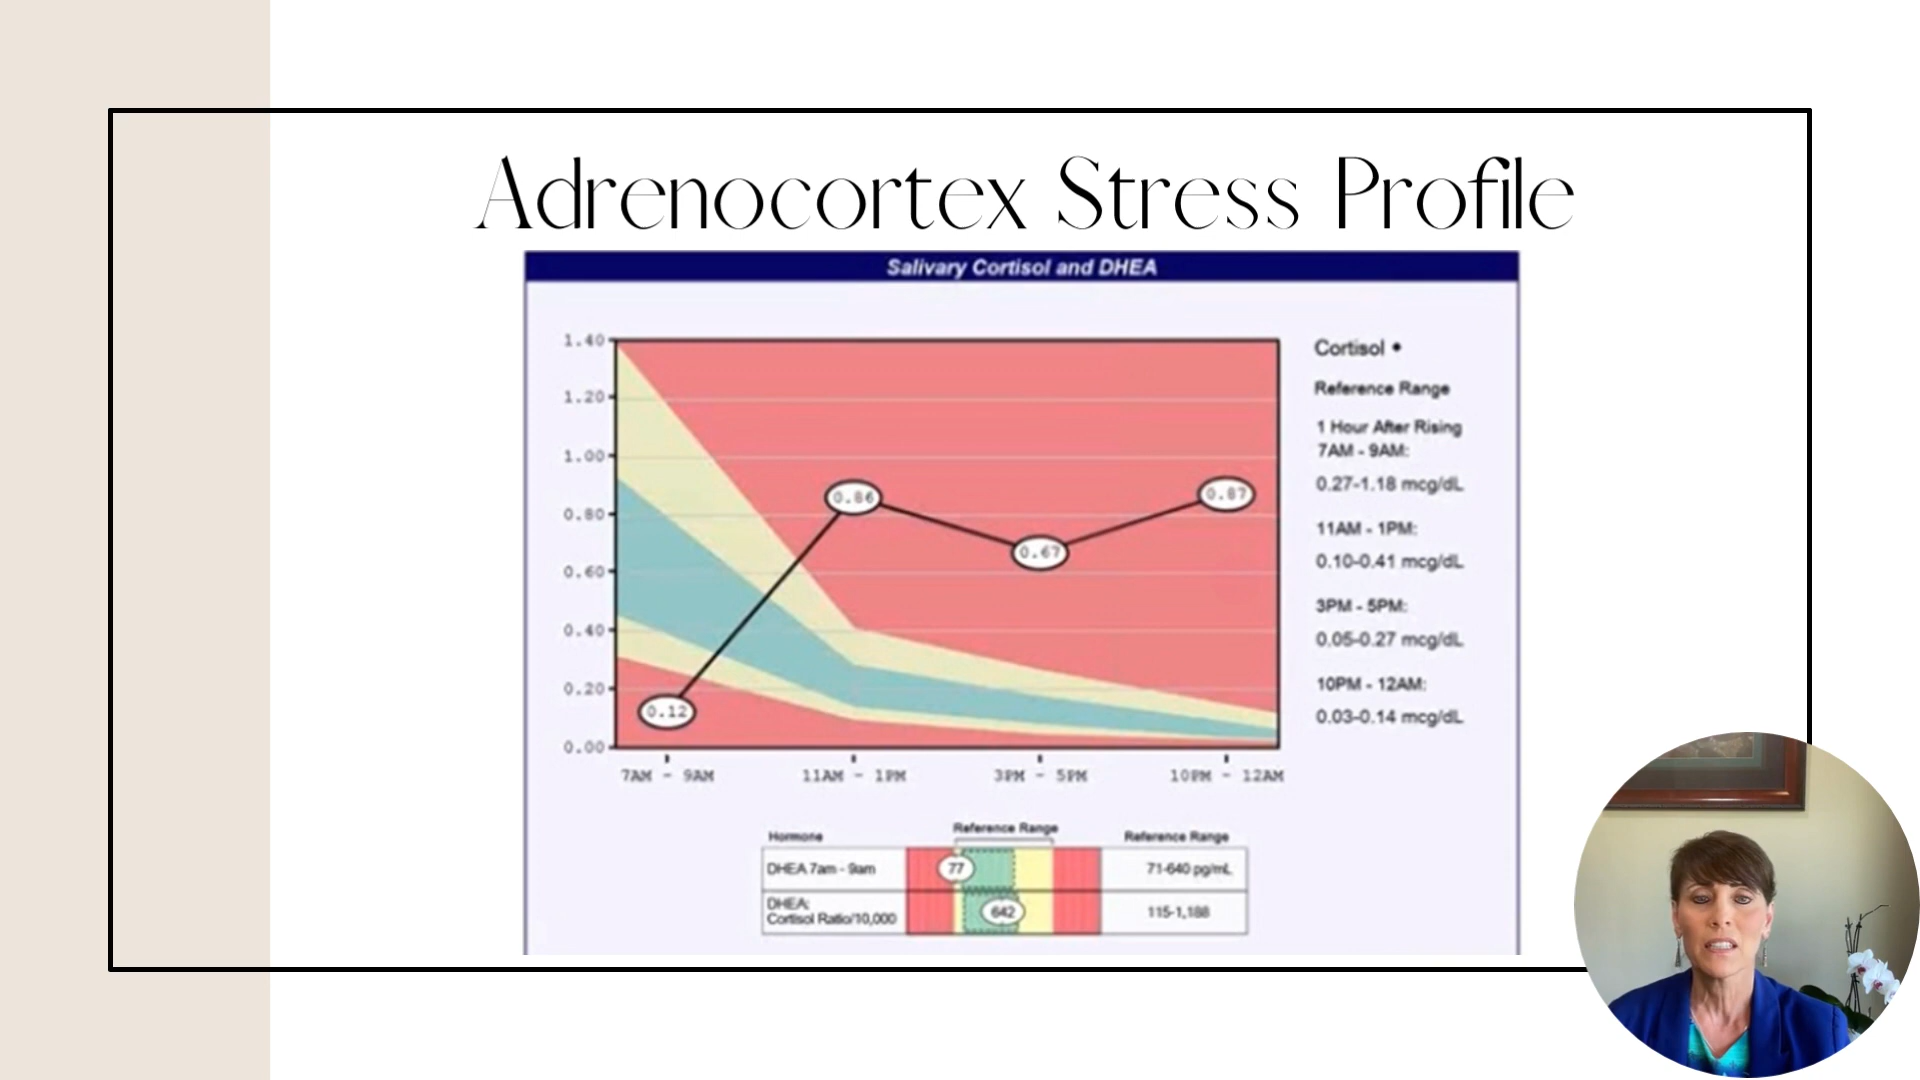 Adrenocortex Stress Profile
Salivary Cortisol and DHEA
1.40
1.20
1.00
0.80
0.60
0.40
0.20
0.00
0.12
0.86
0.67
0.87
7AM - 9AM
11AM - 1PM
3PM - 5PM
10PM - 12AM
Cortisol •
Reference Range
1 Hour After Rising
7AM - 9AM:
0.27-1.18 mcg/dL
11AM - 1PM:
0.10-0.41 mcg/dL
3PM - 5PM:
0.05-0.27 mcg/dL
10PM - 12AM:
0.03-0.14 mcg/dL
Hormone
Reference Range
Reference Range
DHEA 7am - 9am
77
71-640 pg/mL
DHEA:
Cortisol Ratio/10,000
642
115-1,188